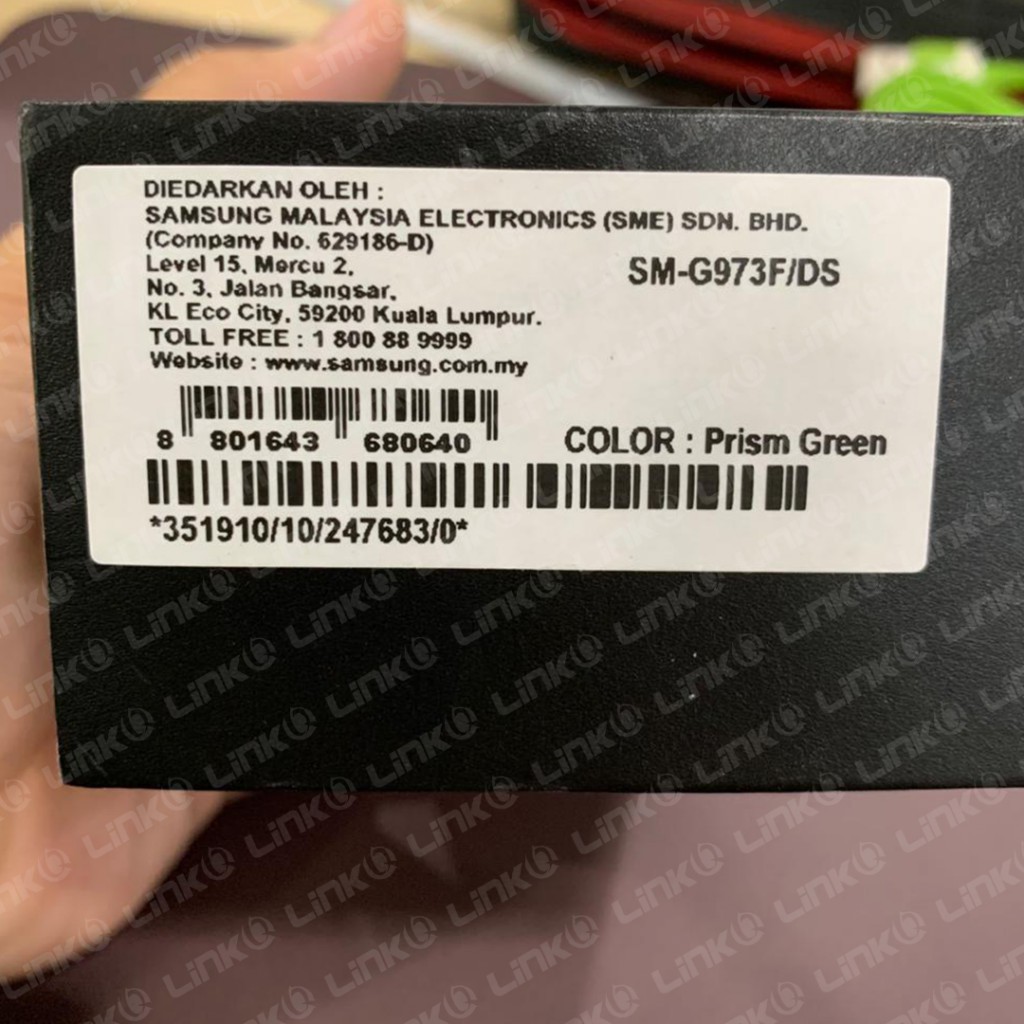 DIEDARKAN OLEH :
SAMSUNG MALAYSIA ELECTRONICS (SME) SDN. BHD.
(Company No. 629186-D)
Level 15, Mercu 2,
No. 3, Jalan Bangsar,
KL Eco City, 59200 Kuala Lumpur.
TOLL FREE : 1 800 88 9999
Website : www.samsung.com.my
SM-G973F/DS
8 801643 680640
COLOR : Prism Green
*351910/10/247683/0*
LinkQ